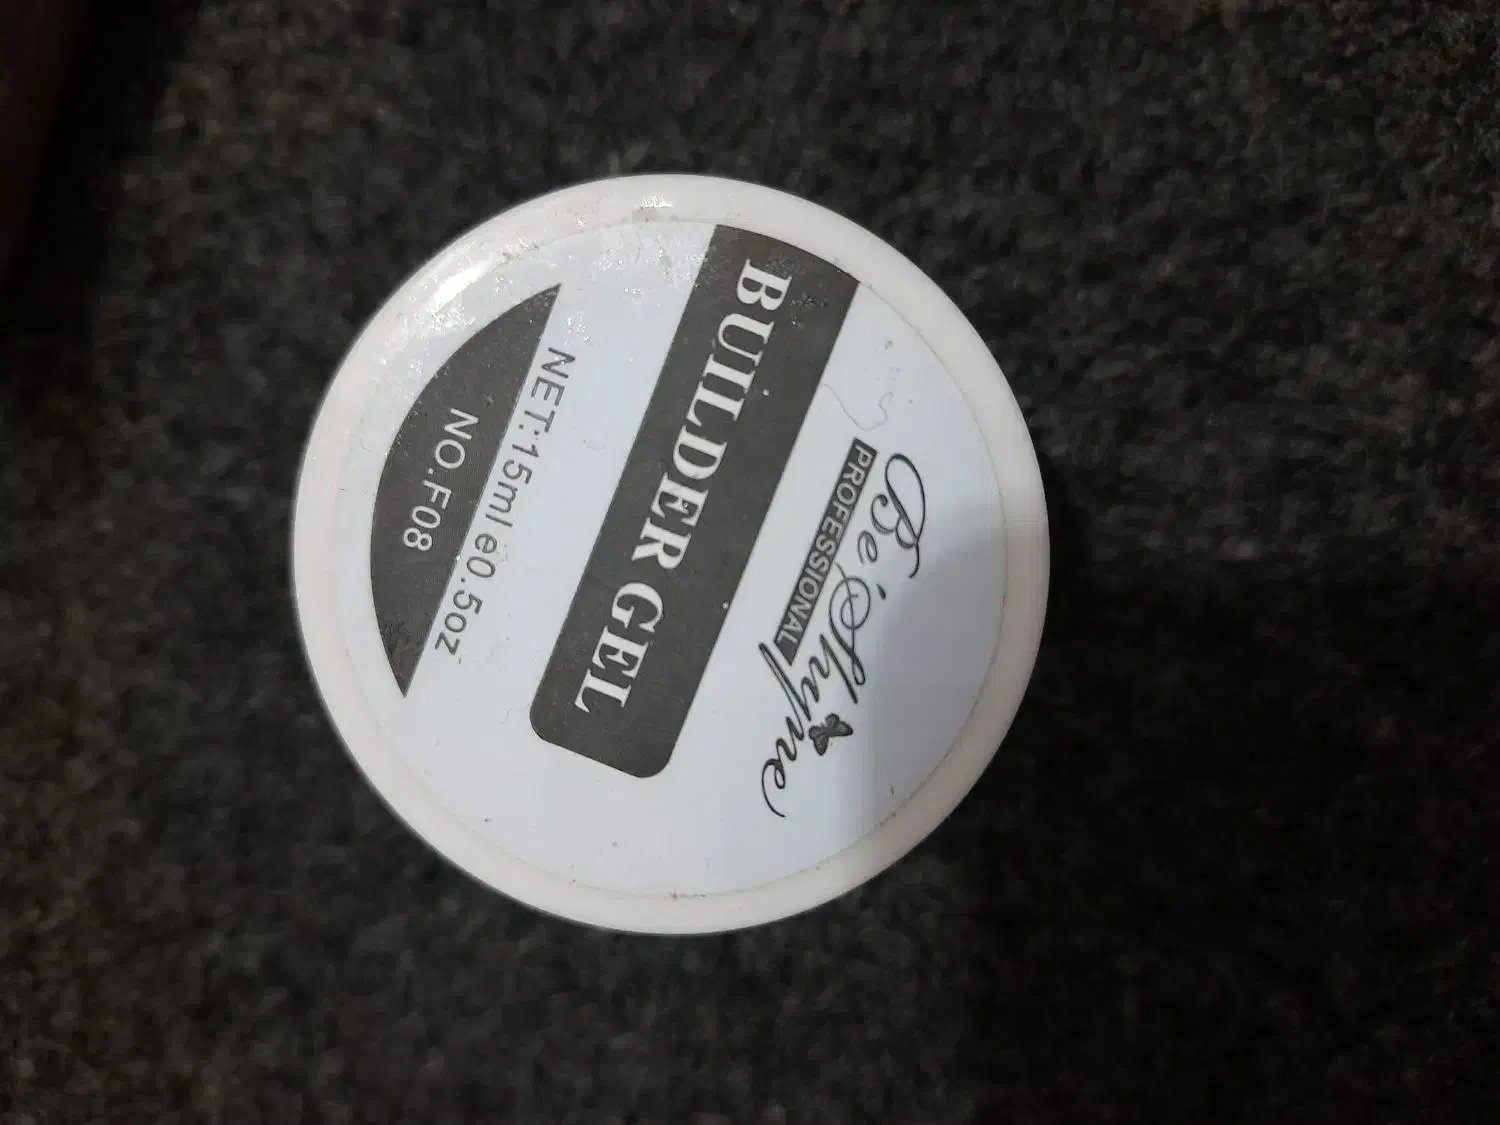 Be'Shyne
PROFESSIONAL
BUILDER GEL
NET:15ml e0.5oz
NO.F08